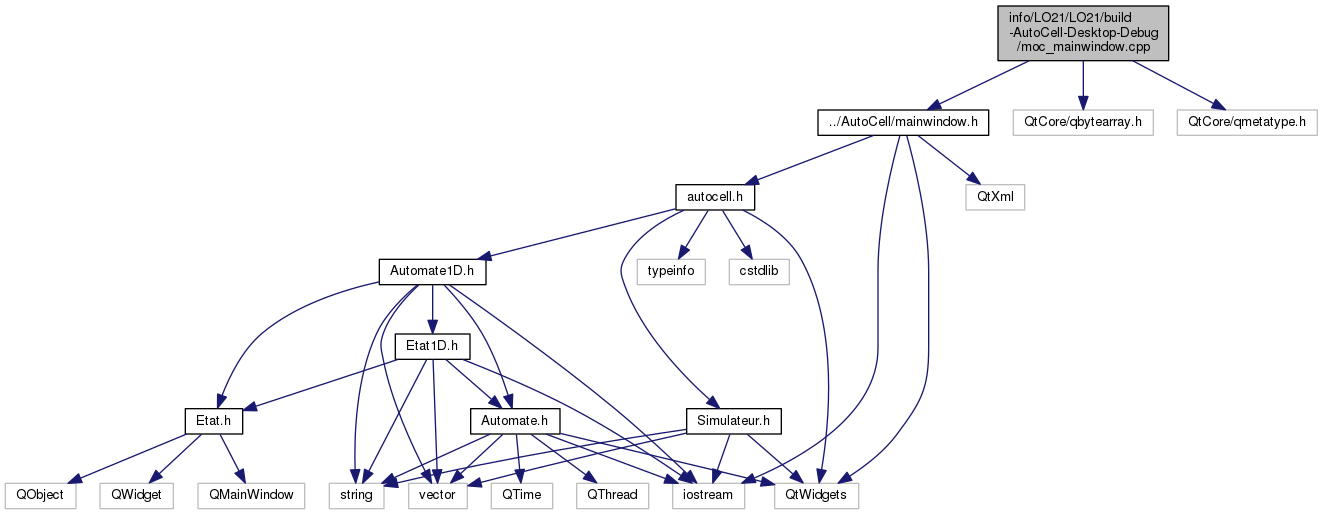 info/LO21/LO21/build
-AutoCell-Desktop-Debug
/moc_mainwindow.cpp
../AutoCell/mainwindow.h
QtCore/qbytearray.h
QtCore/qmetatype.h
autocell.h
QtXml
Automate1D.h
typeinfo
cstdlib
Etat1D.h
Etat.h
Automate.h
Simulateur.h
QObject
QWidget
QMainWindow
string
vector
QTime
QThread
iostream
QtWidgets